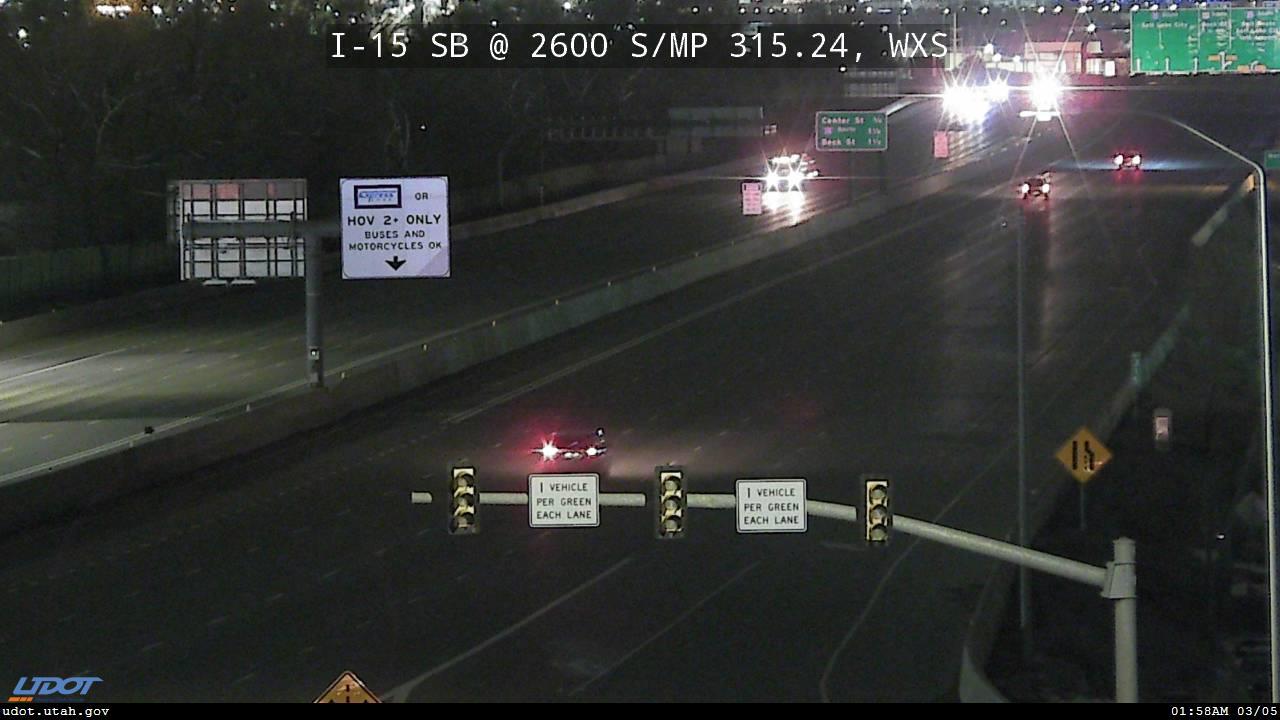 I-15 SB @ 2600 S/MP 315.24, WXS
Center St
South
Beck St
OR
HOV 2+ ONLY
BUSES AND
MOTORCYCLES OK
1 VEHICLE
PER GREEN
EACH LANE
1 VEHICLE
PER GREEN
EACH LANE
UDOT
udot.utah.gov
01:58AM 03/05